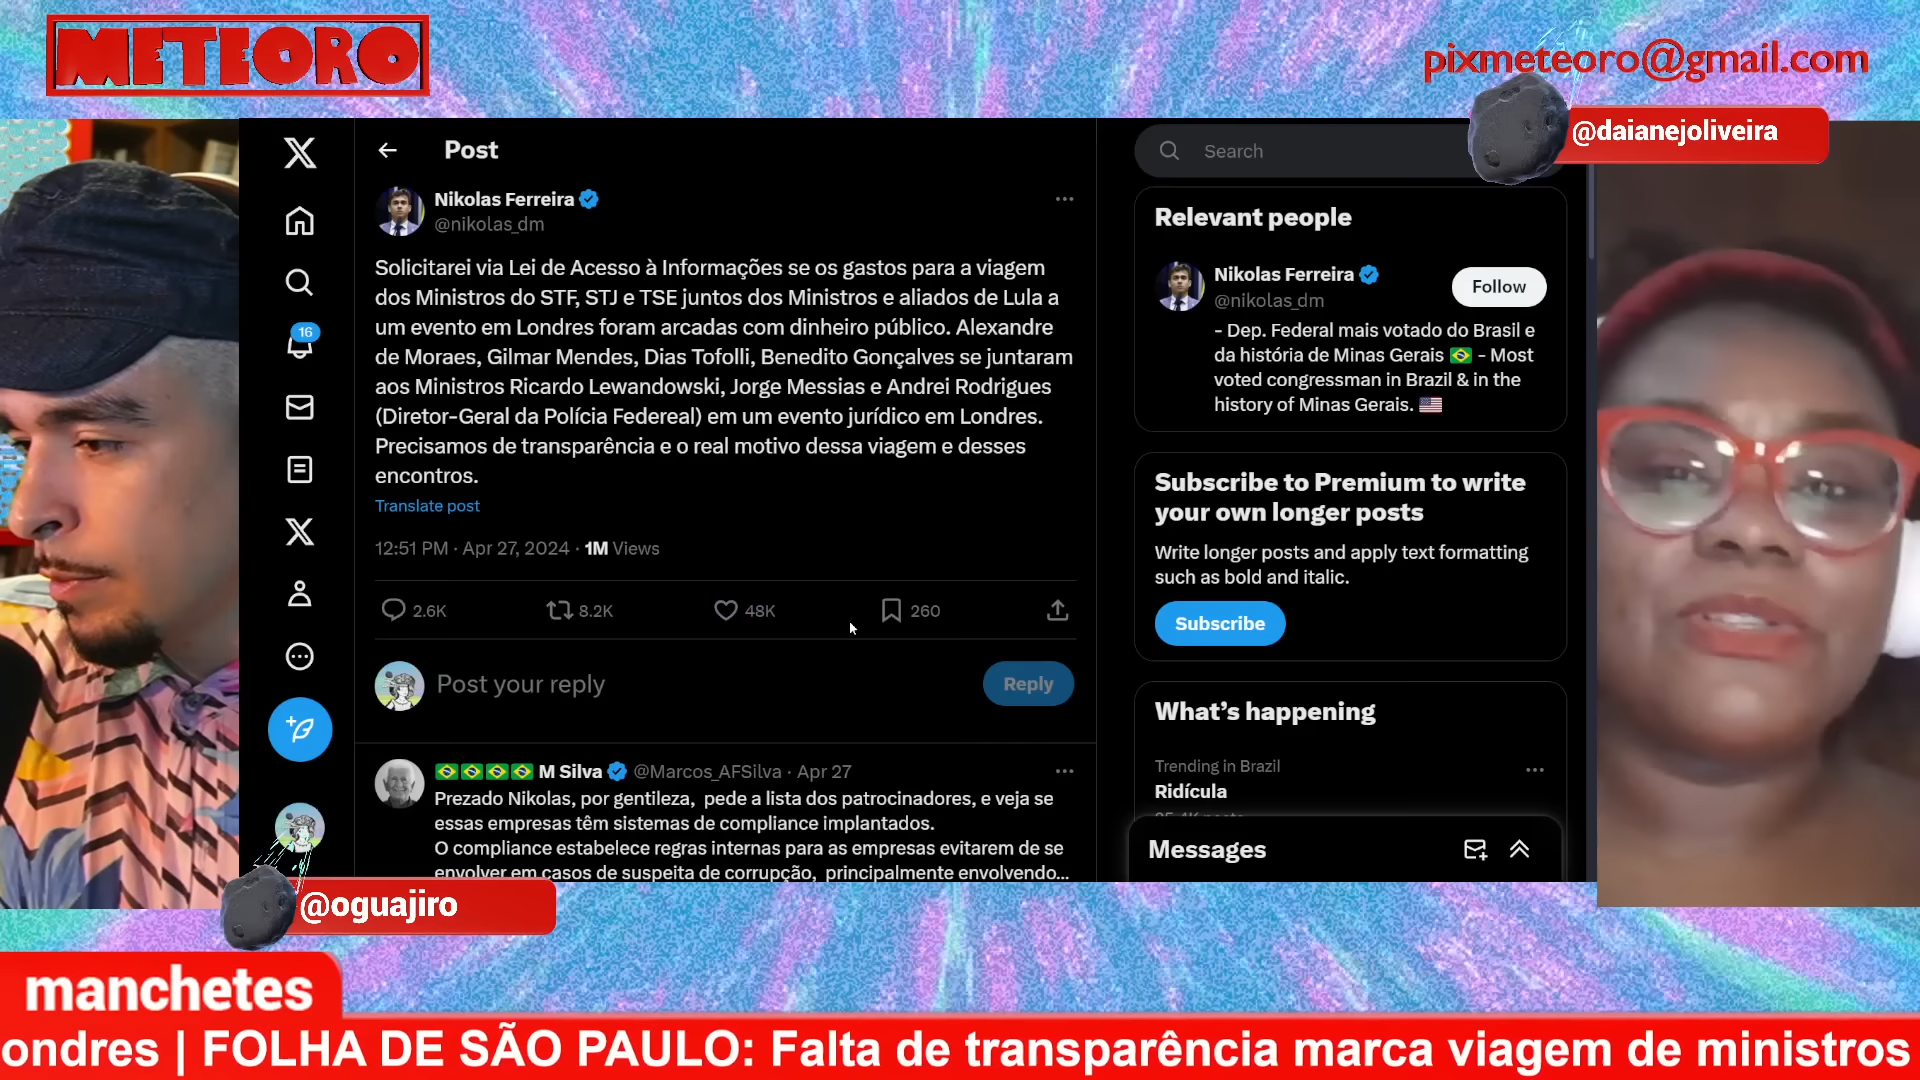 METEORO
pixmeteoro@gmail.com
@daianejoliveira
Post
Nikolas Ferreira
@nikolas_dm
Solicitarei via Lei de Acesso à Informações se os gastos para a viagem
dos Ministros do STF, STJ e TSE juntos dos Ministros e aliados de Lula a
um evento em Londres foram arcadas com dinheiro público. Alexandre
de Moraes, Gilmar Mendes, Dias Tofolli, Benedito Gonçalves se juntaram
aos Ministros Ricardo Lewandowski, Jorge Messias e Andrei Rodrigues
(Diretor-Geral da Polícia Federeal) em um evento jurídico em Londres.
Precisamos de transparência e o real motivo dessa viagem e desses
encontros.
Translate post
12:51 PM · Apr 27, 2024 · 1M Views
2.6K 8.2K 48K 260
Post your reply
Reply
M Silva @Marcos_AFSilva · Apr 27
Prezado Nikolas, por gentileza, pede a lista dos patrocinadores, e veja se
essas empresas têm sistemas de compliance implantados.
O compliance estabelece regras internas para as empresas evitarem de se
envolver em casos de suspeita de corrupção, principalmente envolvendo...
16
Search
Relevant people
Nikolas Ferreira
@nikolas_dm
Follow
- Dep. Federal mais votado do Brasil e
da história de Minas Gerais - Most
voted congressman in Brazil & in the
history of Minas Gerais.
Subscribe to Premium to write
your own longer posts
Write longer posts and apply text formatting
such as bold and italic.
Subscribe
What's happening
Trending in Brazil
Ridícula
Messages
@oguajiro
manchetes
ondres | FOLHA DE SÃO PAULO: Falta de transparência marca viagem de ministros